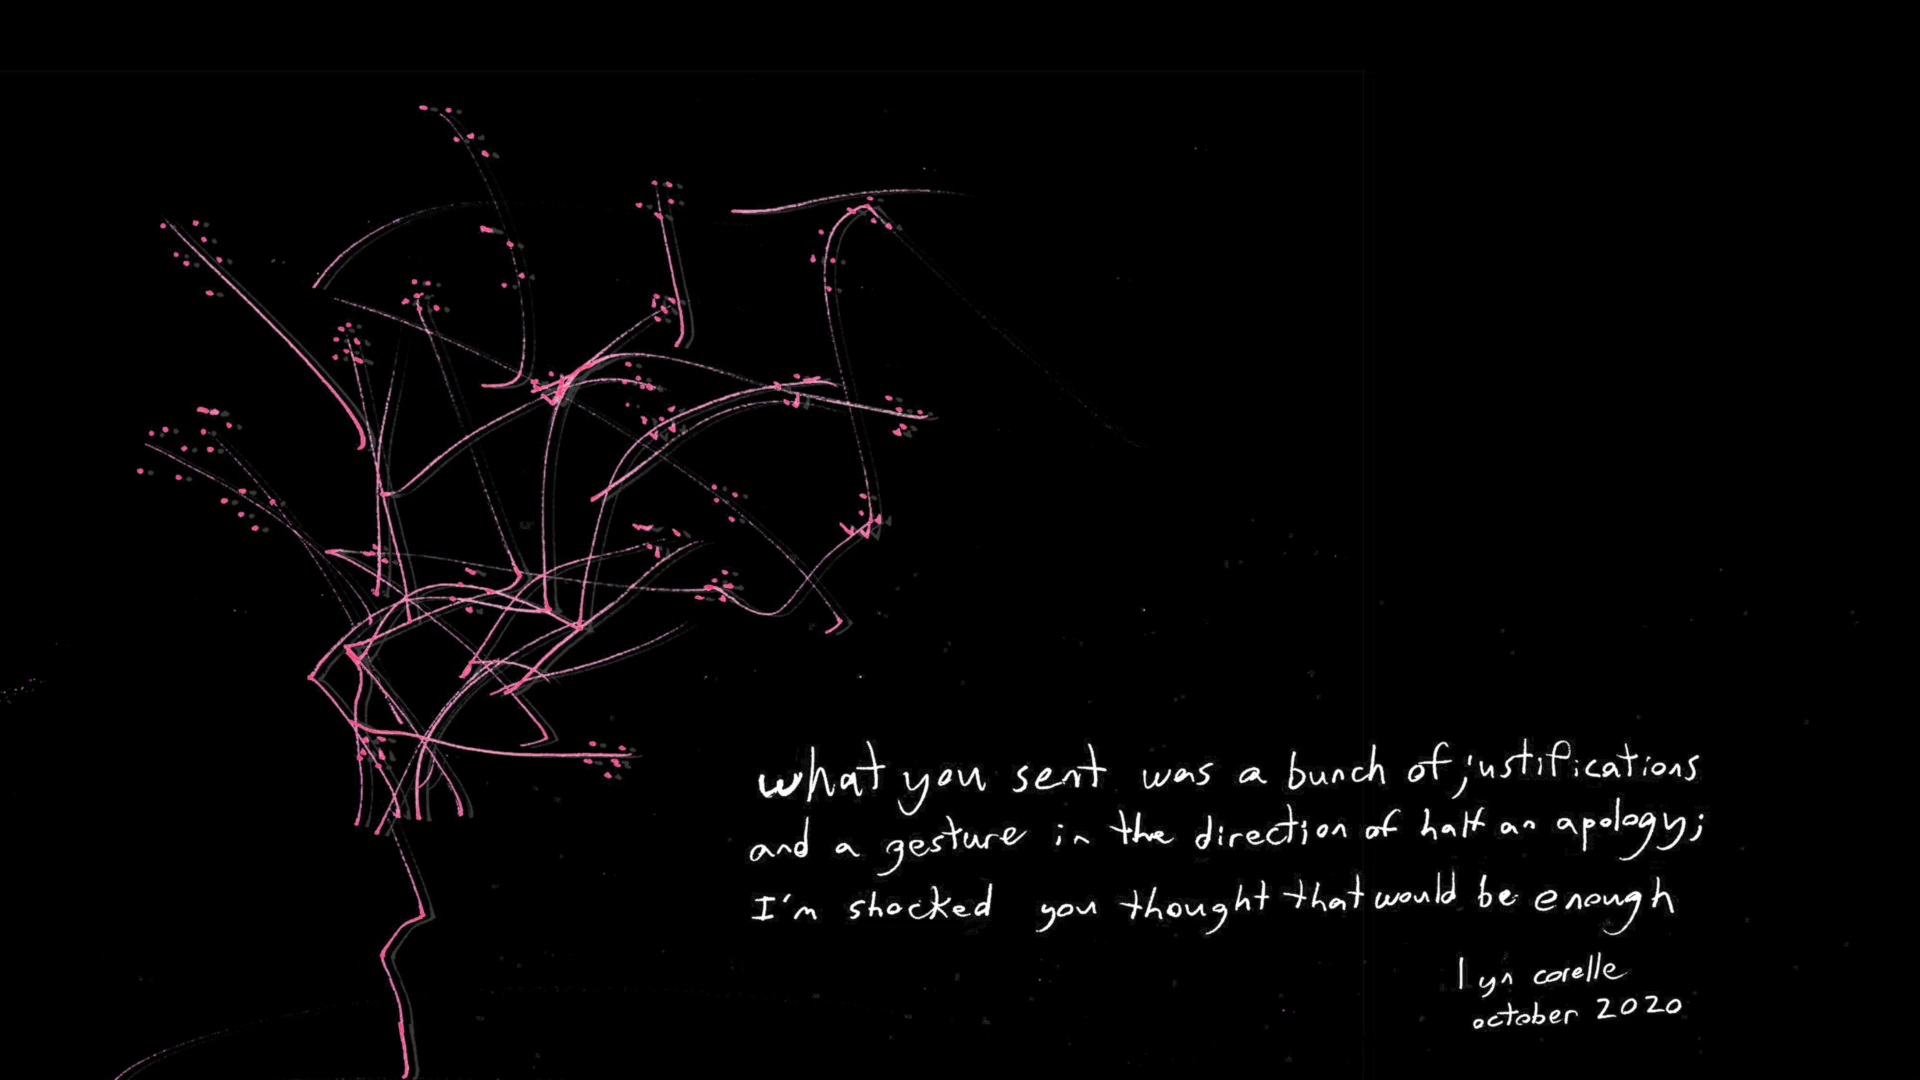 what you sent was a bunch of justifications
and a gesture in the direction of half an apology;
I'm shocked you thought that would be enough
lyn corelle
october 2020